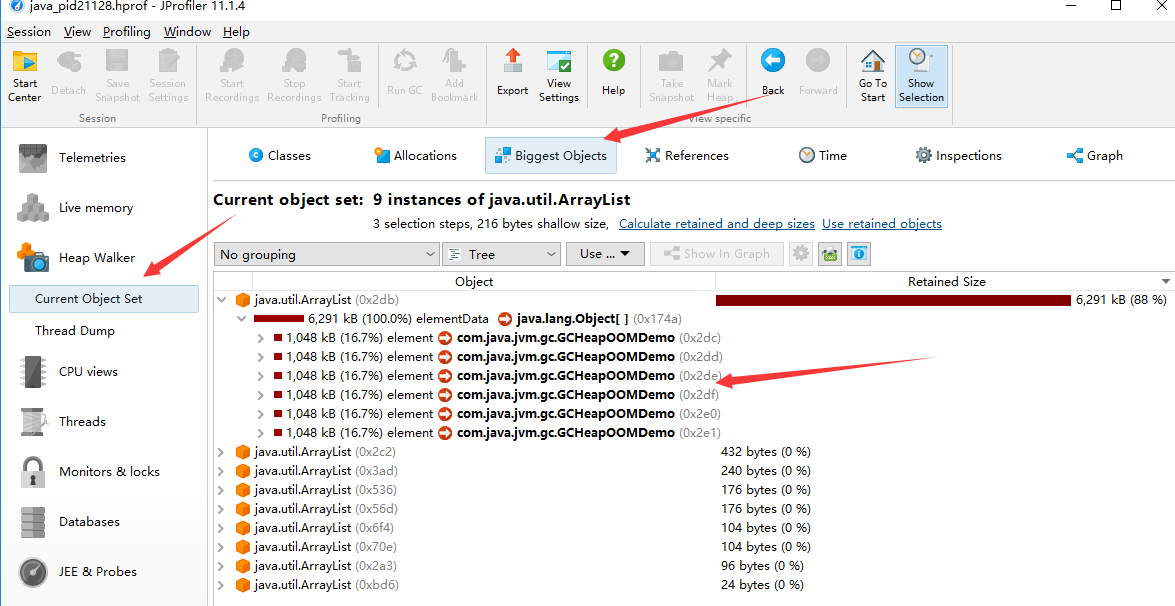 java_pid21128.hprof - JProfiler 11.1.4
Session View Profiling Window Help
Start Center Detach Save Snapshot Session Settings Start Recordings Stop Recordings Start Tracking Run GC Add Bookmark Export View Settings Help Take Snapshot Mark Heap Back Forward Go To Start Show Selection
Session Profiling View specific
Telemetries
Live memory
Heap Walker
Current Object Set
Thread Dump
CPU views
Threads
Monitors & locks
Databases
JEE & Probes
Classes Allocations Biggest Objects References Time Inspections Graph
Current object set: 9 instances of java.util.ArrayList
3 selection steps, 216 bytes shallow size, Calculate retained and deep sizes Use retained objects
No grouping Tree Use ... Show In Graph
Object Retained Size
java.util.ArrayList (0x2db) 6,291 kB (88 %)
6,291 kB (100.0%) elementData java.lang.Object[ ] (0x174a)
1,048 kB (16.7%) element com.java.jvm.gc.GCHeapOOMDemo (0x2dc)
1,048 kB (16.7%) element com.java.jvm.gc.GCHeapOOMDemo (0x2dd)
1,048 kB (16.7%) element com.java.jvm.gc.GCHeapOOMDemo (0x2de)
1,048 kB (16.7%) element com.java.jvm.gc.GCHeapOOMDemo (0x2df)
1,048 kB (16.7%) element com.java.jvm.gc.GCHeapOOMDemo (0x2e0)
1,048 kB (16.7%) element com.java.jvm.gc.GCHeapOOMDemo (0x2e1)
java.util.ArrayList (0x2c2) 432 bytes (0 %)
java.util.ArrayList (0x3ad) 240 bytes (0 %)
java.util.ArrayList (0x536) 176 bytes (0 %)
java.util.ArrayList (0x56d) 176 bytes (0 %)
java.util.ArrayList (0x6f4) 104 bytes (0 %)
java.util.ArrayList (0x70e) 104 bytes (0 %)
java.util.ArrayList (0x2a3) 96 bytes (0 %)
java.util.ArrayList (0xbd6) 24 bytes (0 %)